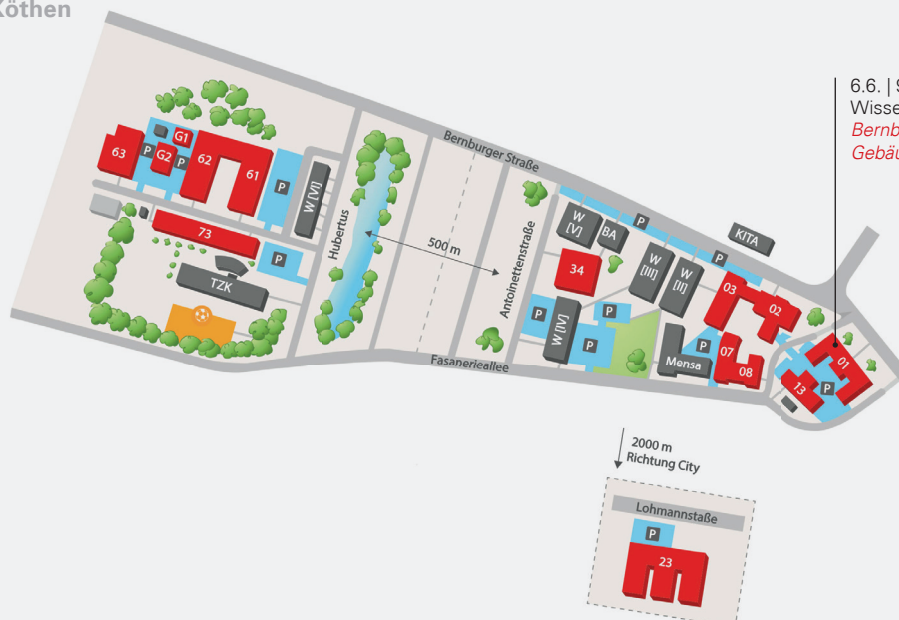 Köthen
6.6. | 9
Wisse
Bernb
Gebäu
Bernburger Straße
G1
63
P
G2
P
62
61
P
W [VI]
Hubertus
500 m
Antoinettenstraße
W
[V]
BA
P
KITA
73
P
TZK
34
W [III]
W [II]
P
03
02
P
W [IV]
P
P
Mensa
P
07
08
01
13
P
Fasanerieallee
2000 m
Richtung City
Lohmannstaße
P
23